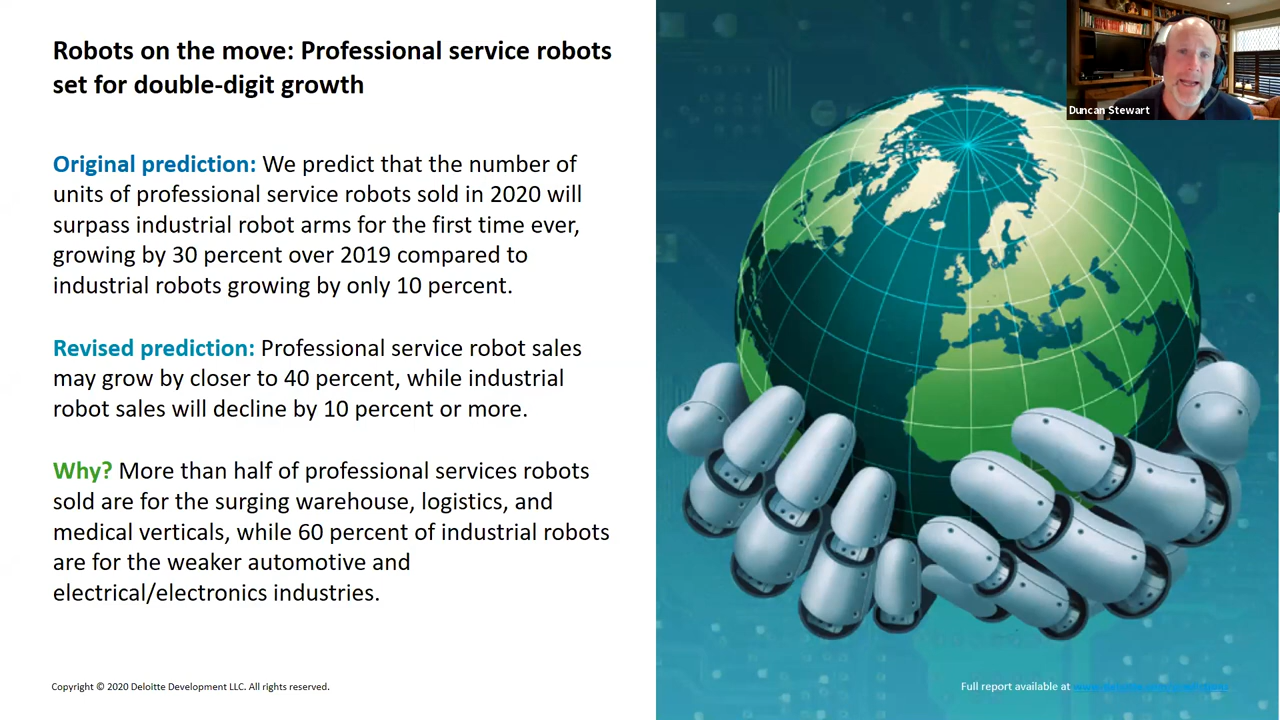 Robots on the move: Professional service robots
set for double-digit growth
Original prediction: We predict that the number of
units of professional service robots sold in 2020 will
surpass industrial robot arms for the first time ever,
growing by 30 percent over 2019 compared to
industrial robots growing by only 10 percent.
Revised prediction: Professional service robot sales
may grow by closer to 40 percent, while industrial
robot sales will decline by 10 percent or more.
Why? More than half of professional services robots
sold are for the surging warehouse, logistics, and
medical verticals, while 60 percent of industrial robots
are for the weaker automotive and
electrical/electronics industries.
Duncan Stewart
Copyright © 2020 Deloitte Development LLC. All rights reserved.
Full report available at